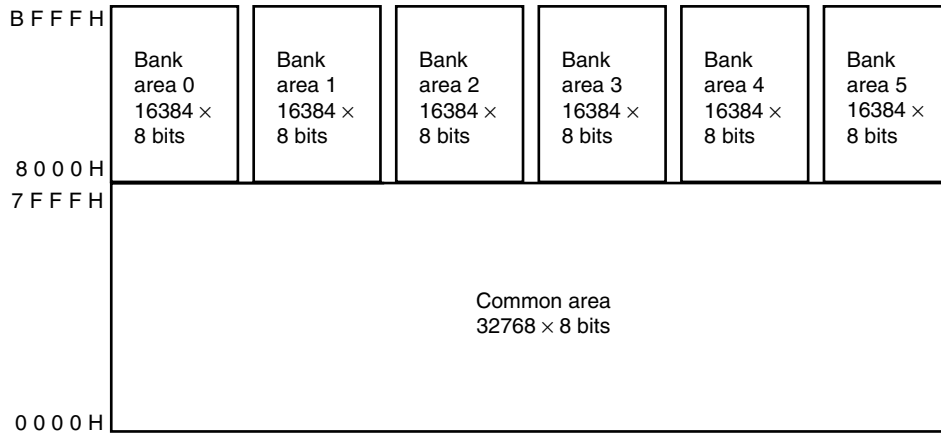 B F F F H
Bank
area 0
16384 ×
8 bits
Bank
area 1
16384 ×
8 bits
Bank
area 2
16384 ×
8 bits
Bank
area 3
16384 ×
8 bits
Bank
area 4
16384 ×
8 bits
Bank
area 5
16384 ×
8 bits
8 0 0 0 H
7 F F F H
Common area
32768 × 8 bits
0 0 0 0 H